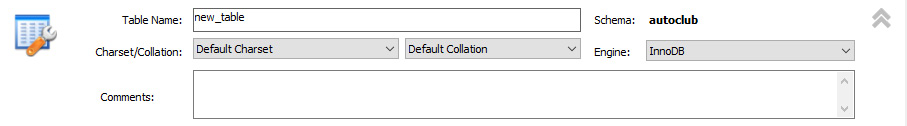 Table Name: new_table Schema: autoclub
Charset/Collation: Default Charset Default Collation Engine: InnoDB
Comments: